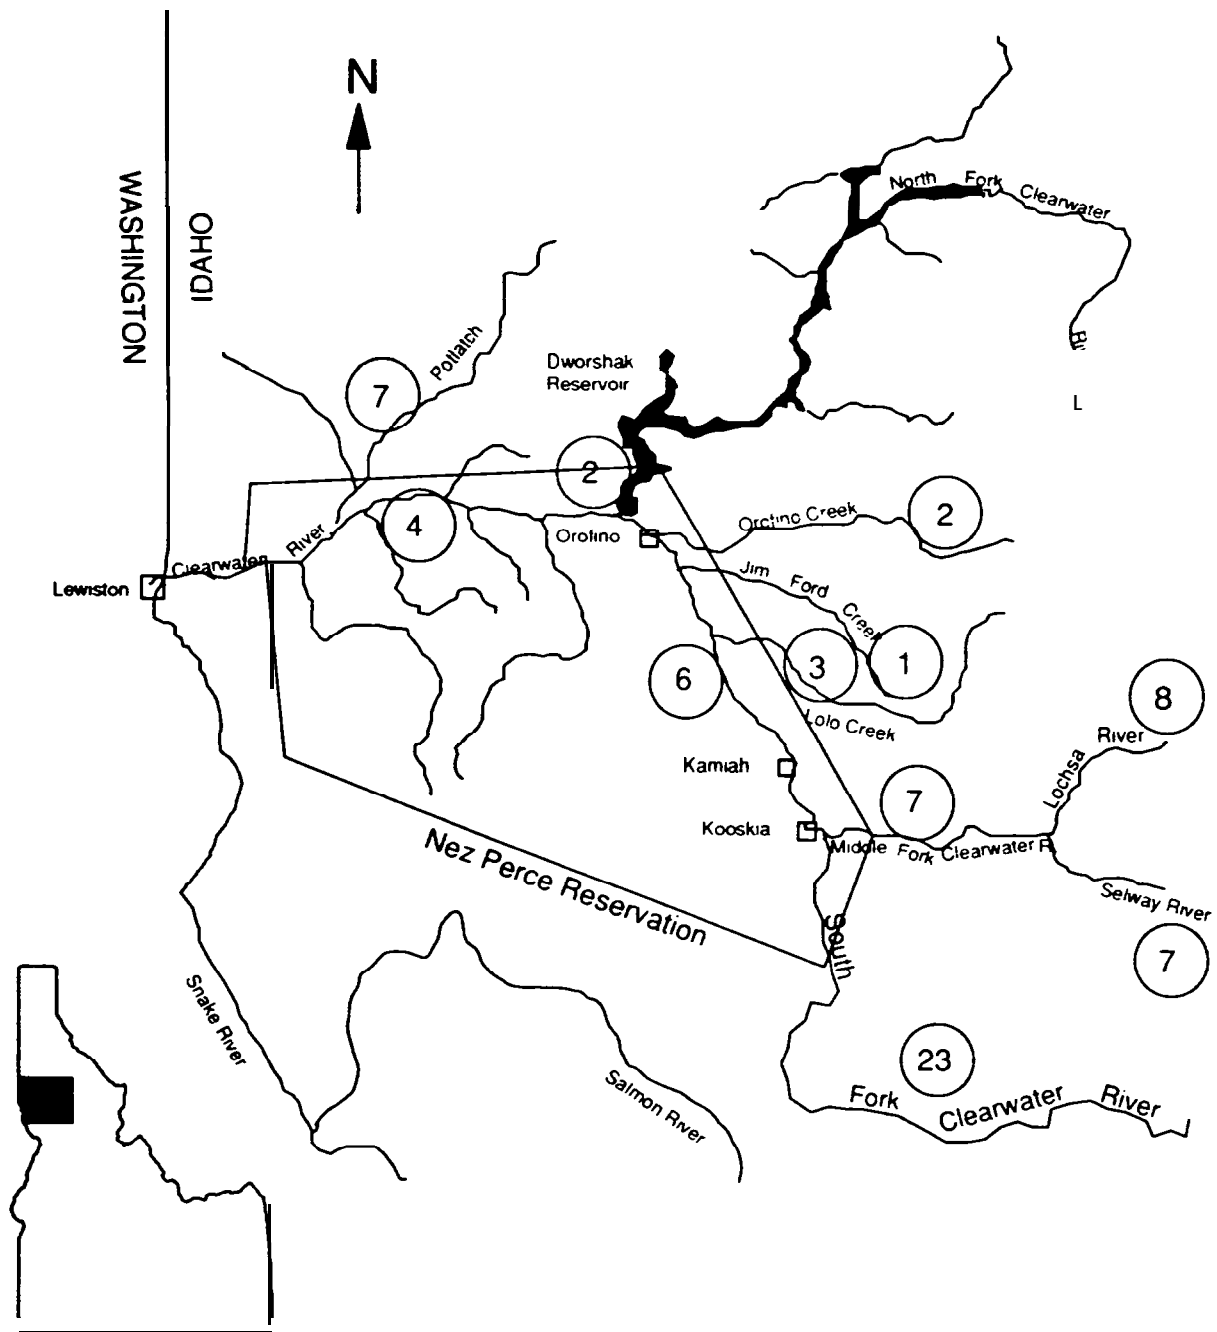 N
WASHINGTON
IDAHO
North Fork Clearwater
Ri
L
Potlatch
7
Dworshak
Reservoir
2
4
Orofino
Orofino Creek
2
Clearwater River
Lewiston
Jim Ford Creek
6
3
1
Lolo Creek
8
Kamiah
Lochsa River
7
Kooskia
Middle Fork Clearwater R
Selway River
Nez Perce Reservation
7
South Fork Clearwater River
23
Snake River
Salmon River